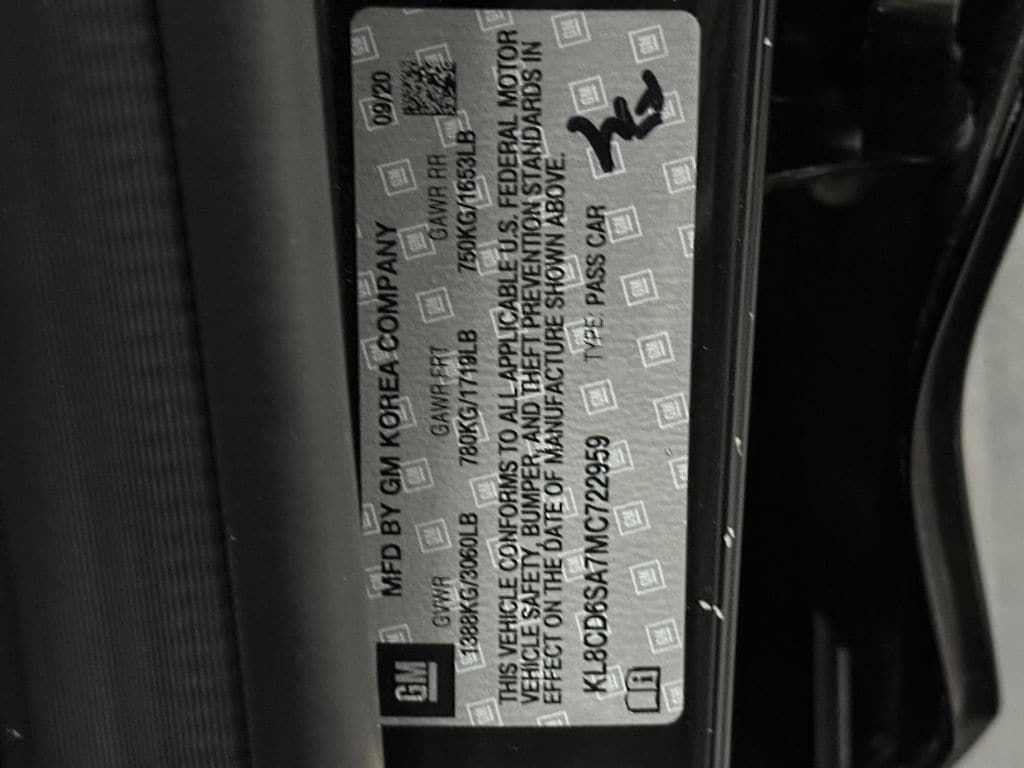 GM
MFD BY GM KOREA COMPANY 09/20
GVWR GAWR FRT GAWR RR
1388KG/3060LB 780KG/1719LB 750KG/1653LB
THIS VEHICLE CONFORMS TO ALL APPLICABLE U.S. FEDERAL MOTOR
VEHICLE SAFETY, BUMPER, AND THEFT PREVENTION STANDARDS IN
EFFECT ON THE DATE OF MANUFACTURE SHOWN ABOVE.
KL8CD6SA7MC722959 TYPE: PASS CAR